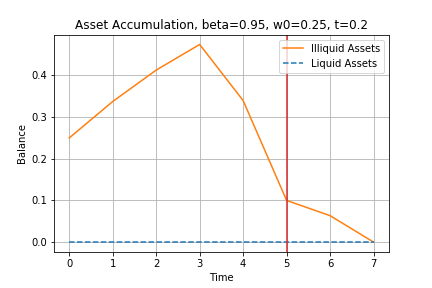 Asset Accumulation, beta=0.95, w0=0.25, t=0.2
Illiquid Assets
Liquid Assets
Balance
0.4
0.3
0.2
0.1
0.0
0 1 2 3 4 5 6 7
Time